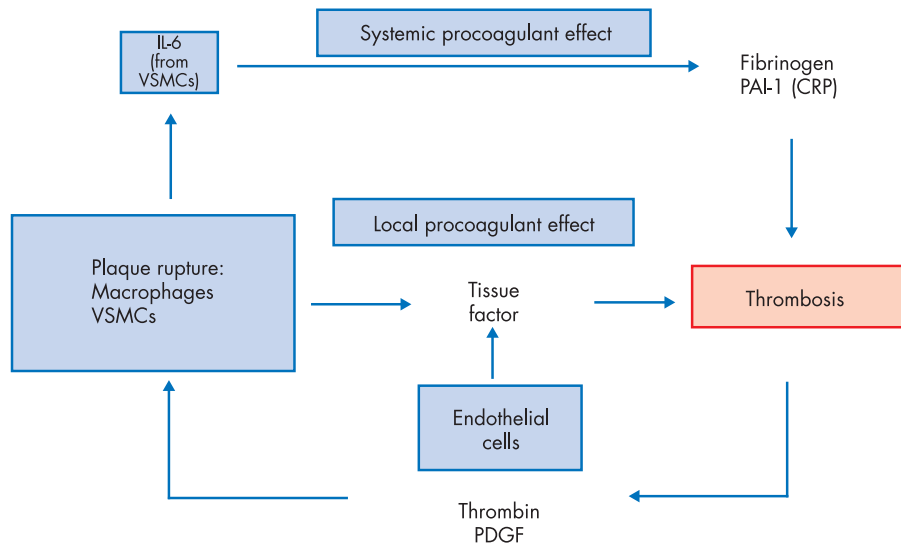 IL-6
(from
VSMCs)
Systemic procoagulant effect
Fibrinogen
PAI-1 (CRP)
Local procoagulant effect
Plaque rupture:
Macrophages
VSMCs
Tissue
factor
Thrombosis
Endothelial
cells
Thrombin
PDGF